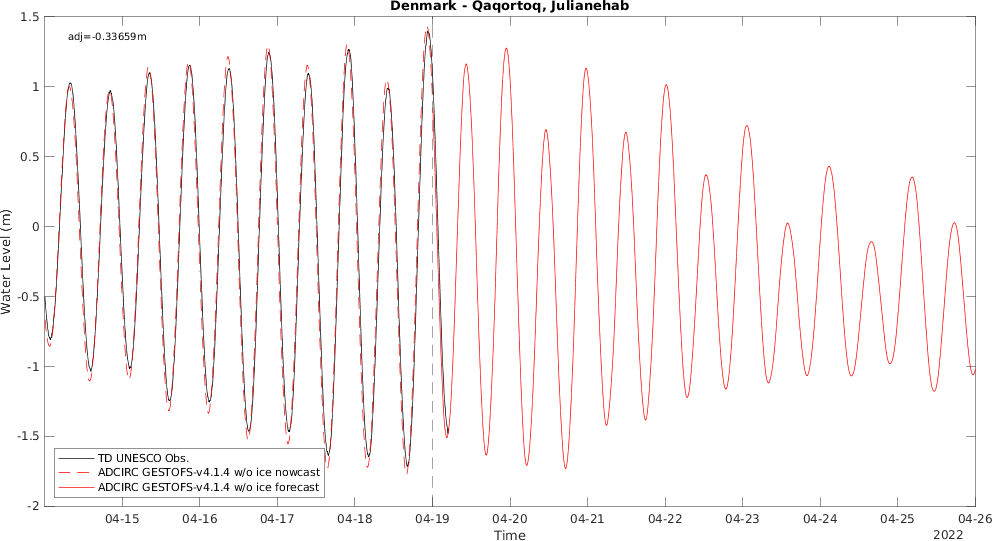 Denmark - Qaqortoq, Julianehab
adj=-0.33659m
1.5
1
0.5
0
-0.5
-1
-1.5
-2
Water Level (m)
TD UNESCO Obs.
ADCIRC GESTOFS-v4.1.4 w/o ice nowcast
ADCIRC GESTOFS-v4.1.4 w/o ice forecast
04-15 04-16 04-17 04-18 04-19 04-20 04-21 04-22 04-23 04-24 04-25 04-26
Time
2022